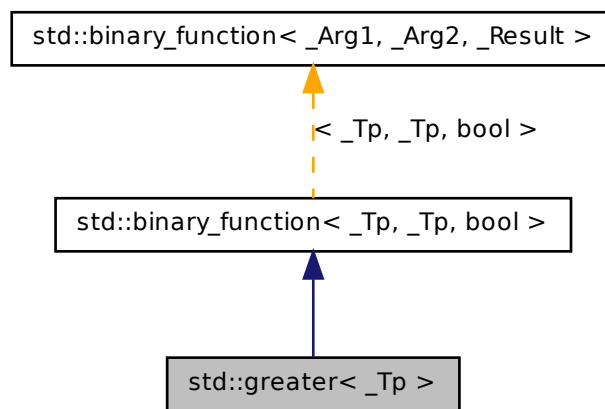 std::binary_function< _Arg1, _Arg2, _Result >
< _Tp, _Tp, bool >
std::binary_function< _Tp, _Tp, bool >
std::greater< _Tp >